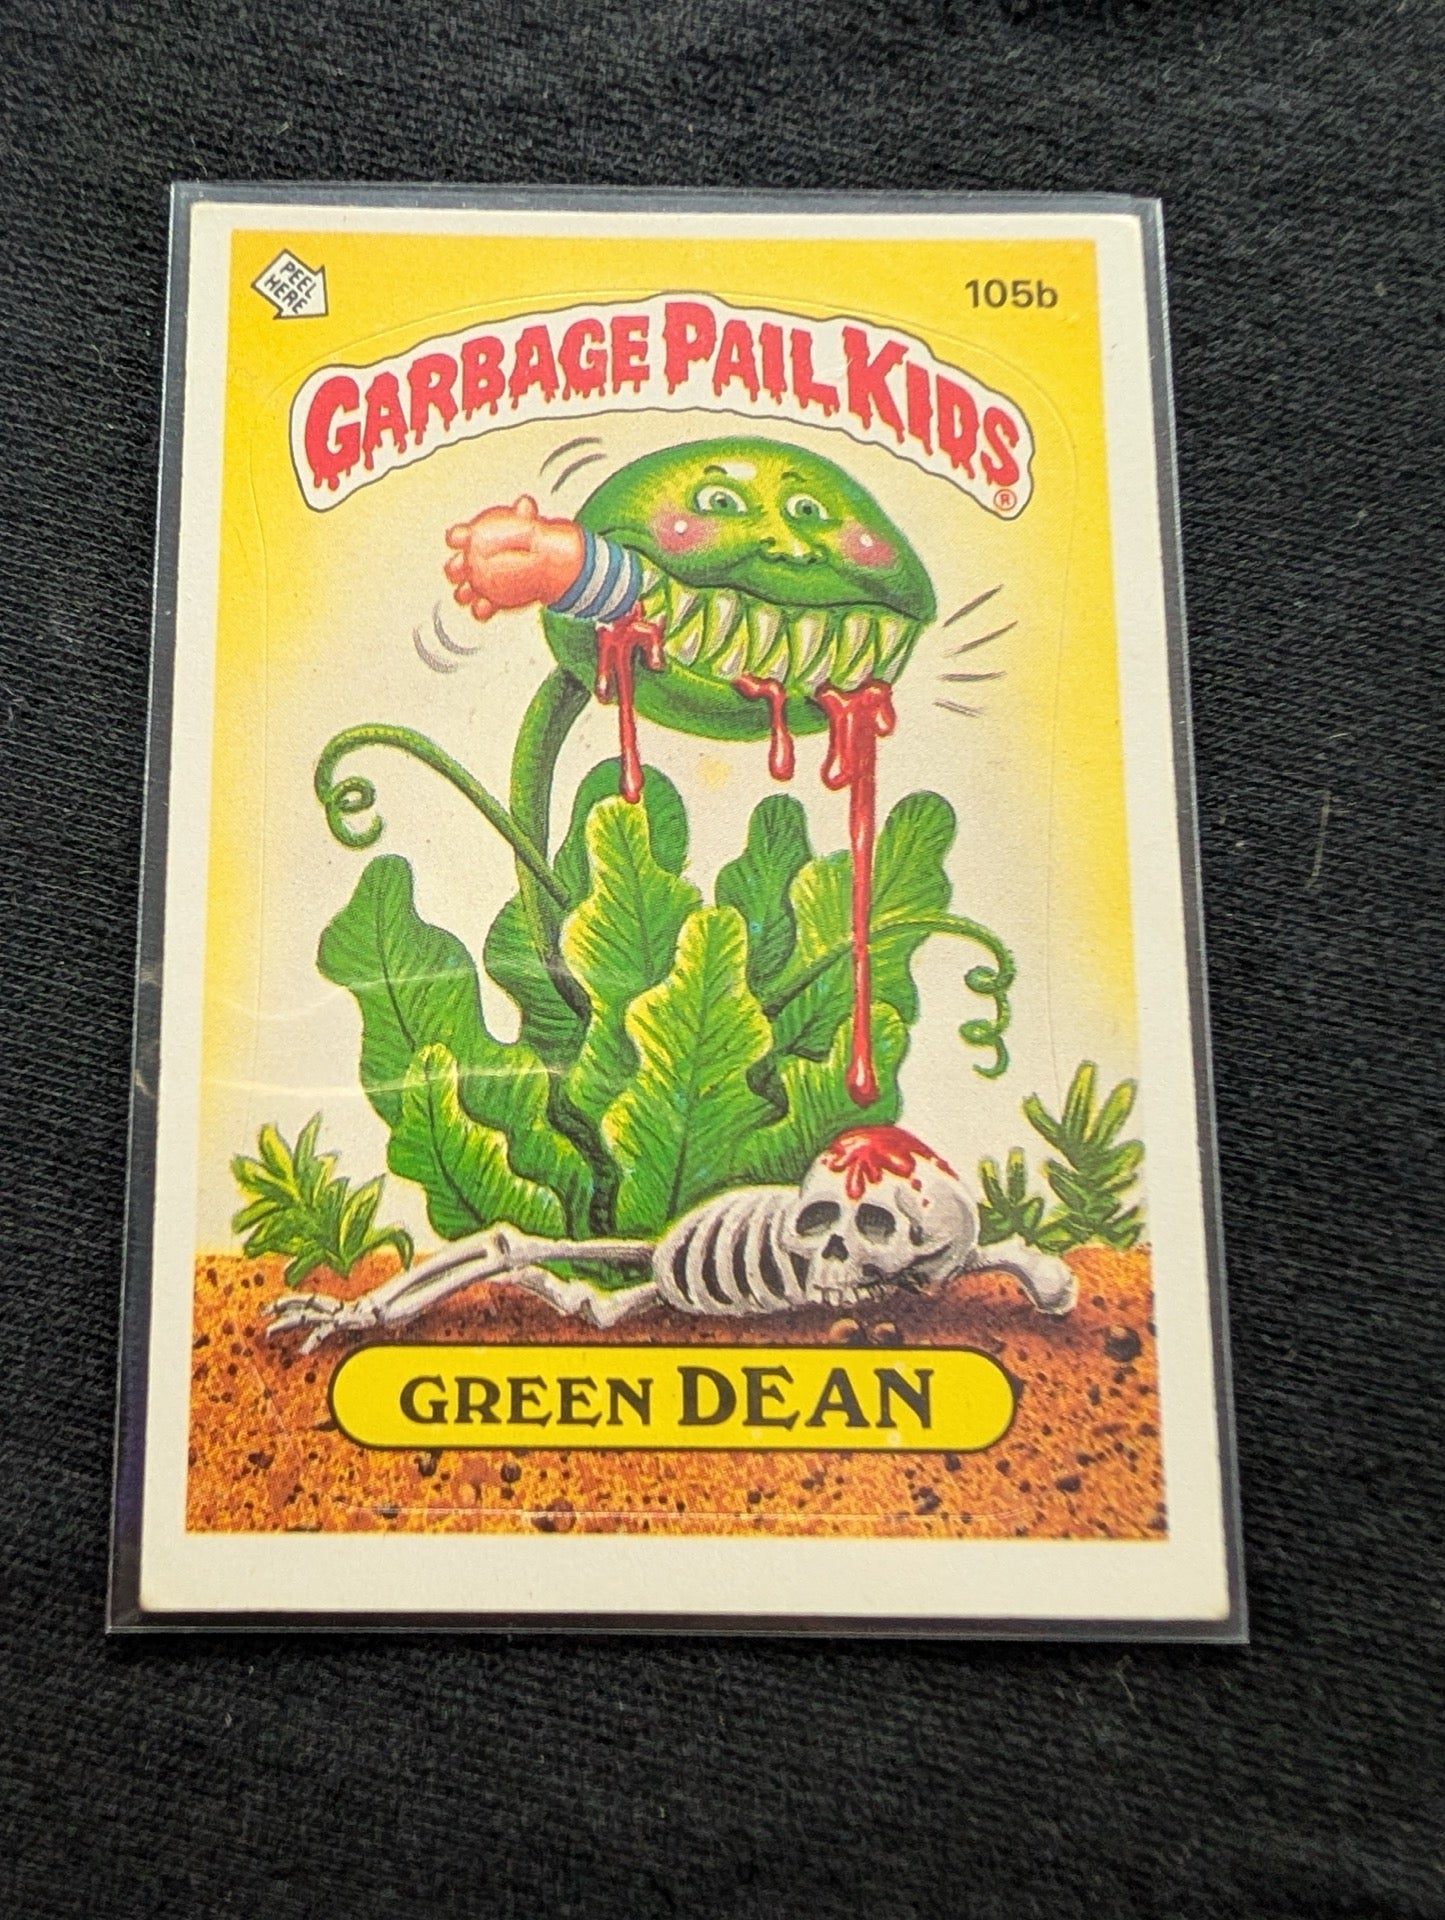 PEEL
HERE
105b
GARBAGE PAIL KIDS®
GREEN DEAN